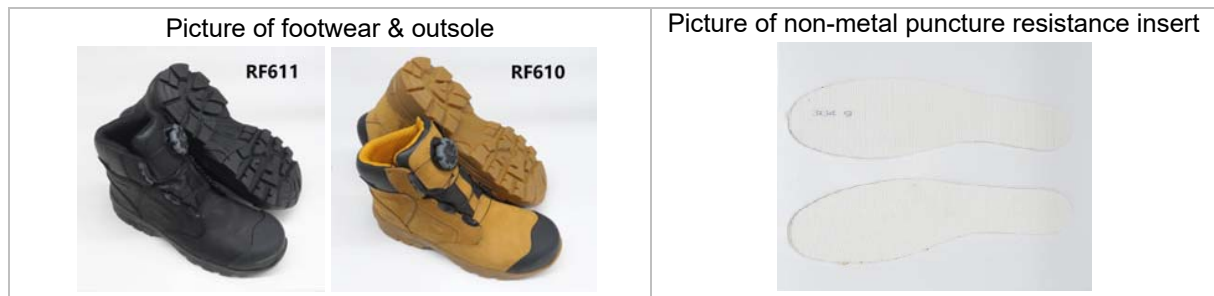 Picture of footwear & outsole
Picture of non-metal puncture resistance insert
RF611
RF610